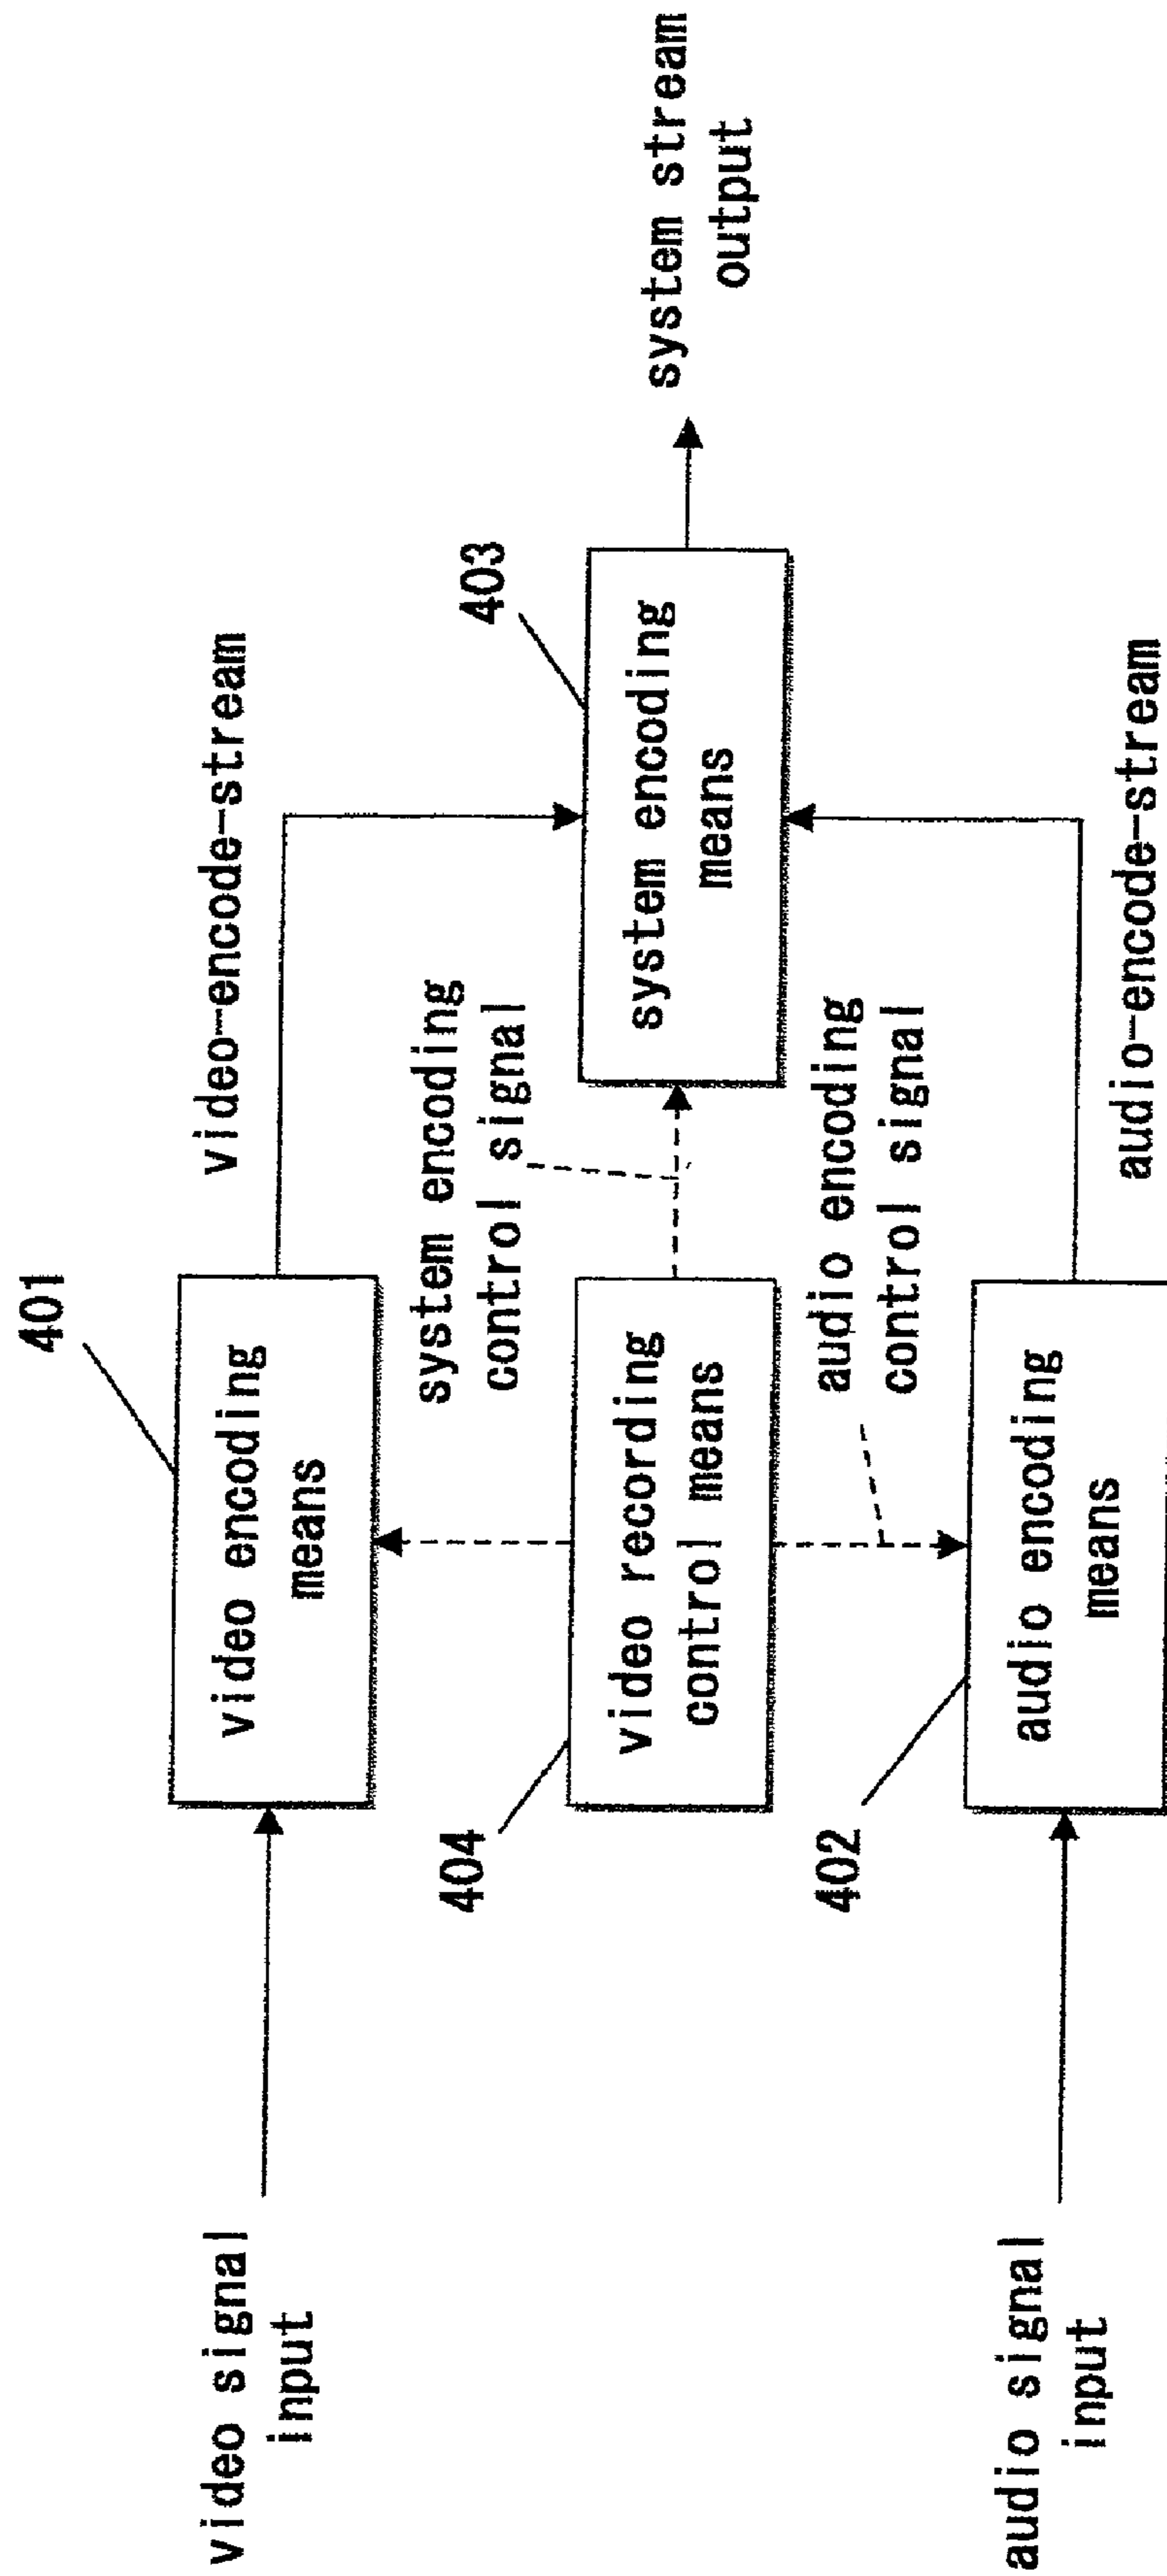 401
video-encode-stream
video encoding
means
system encoding
control signal
403
system stream
output
video signal
input
404
video recording
control means
system encoding
means
audio encoding
control signal
402
audio encoding
means
audio signal
input
audio-encode-stream